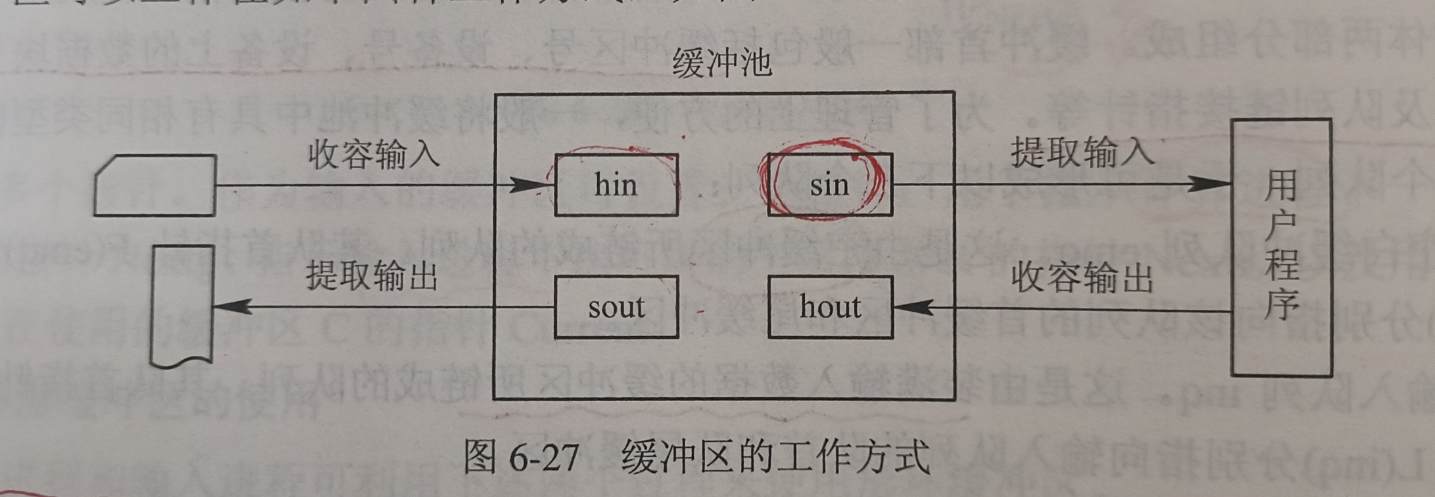 缓冲池
收容输入
hin
sin
提取输入
用户程序
提取输出
sout
hout
收容输出
图 6-27 缓冲区的工作方式